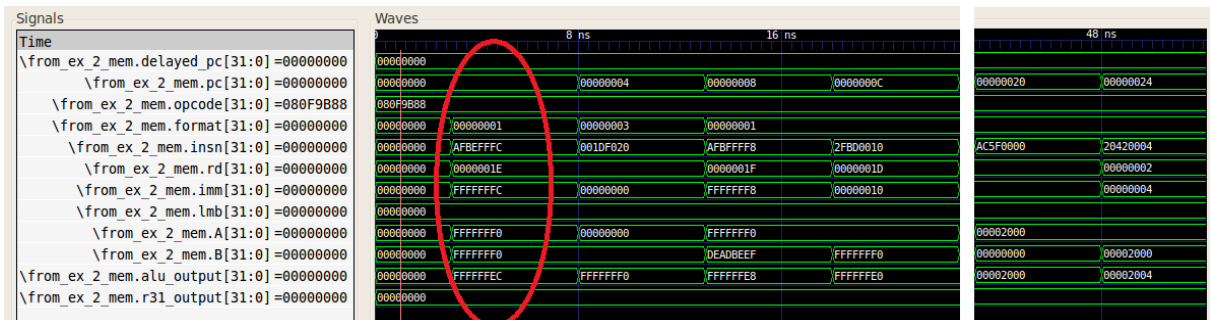 Signals Waves
Time 0 8 ns 16 ns 48 ns
\from_ex_2_mem.delayed_pc[31:0] =00000000 00000000
\from_ex_2_mem.pc[31:0] =00000000 00000000 00000004 00000008 0000000C 00000020 00000024
\from_ex_2_mem.opcode[31:0] =080F9B88 080F9B88
\from_ex_2_mem.format[31:0] =00000000 00000000 00000001 00000003 00000001
\from_ex_2_mem.insn[31:0] =00000000 00000000 AFBEFFFC 001DF020 AFBFFFF8 2FBD0010 AC5F0000 20420004
\from_ex_2_mem.rd[31:0] =00000000 00000000 0000001E 0000001F 0000001D 00000002
\from_ex_2_mem.imm[31:0] =00000000 00000000 FFFFFFFC 00000000 FFFFFFF8 00000010 00000004
\from_ex_2_mem.lmb[31:0] =00000000 00000000
\from_ex_2_mem.A[31:0] =00000000 00000000 FFFFFFF0 00000000 FFFFFFF0 00002000
\from_ex_2_mem.B[31:0] =00000000 00000000 FFFFFFF0 DEADBEEF FFFFFFF0 00000000 00002000
\from_ex_2_mem.alu_output[31:0] =00000000 00000000 FFFFFFEC FFFFFFF0 FFFFFFE8 FFFFFFE0 00002000 00002004
\from_ex_2_mem.r31_output[31:0] =00000000 00000000